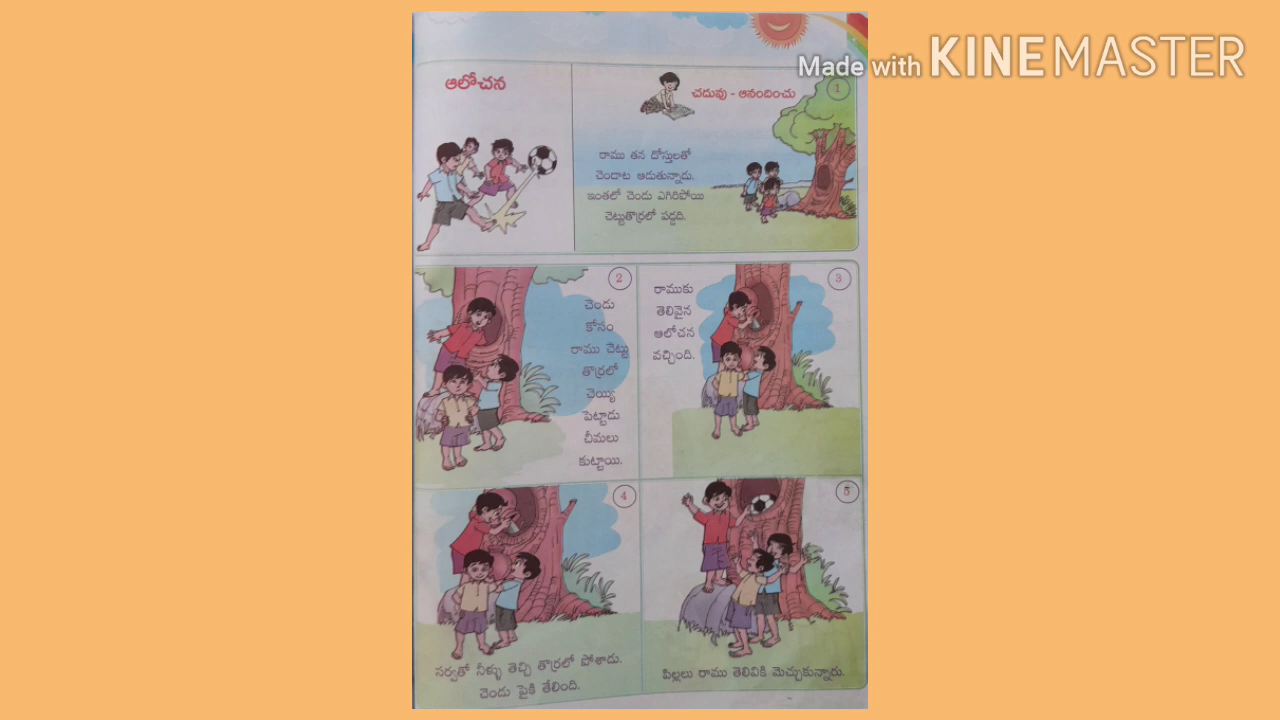 Made with KINEMASTER
ఆలోచన
చదువు - ఆనందించు
1
రాము తన దోస్తులతో
చెండాట ఆడుతున్నాడు.
ఇంతలో చెండు ఎగిరిపోయి
చెట్టుతొర్రలో పడ్డది.
2
చెండు
కోసం
రాము చెట్టు
తొర్రలో
చెయ్యి
పెట్టాడు
చీమలు
కుట్టాయి.
3
రాముకు
తెలివైన
ఆలోచన
వచ్చింది.
4
సర్వతో నీళ్ళు తెచ్చి తొర్రలో పోశాడు.
చెండు పైకి తేలింది.
5
పిల్లలు రాము తెలివికి మెచ్చుకున్నారు.